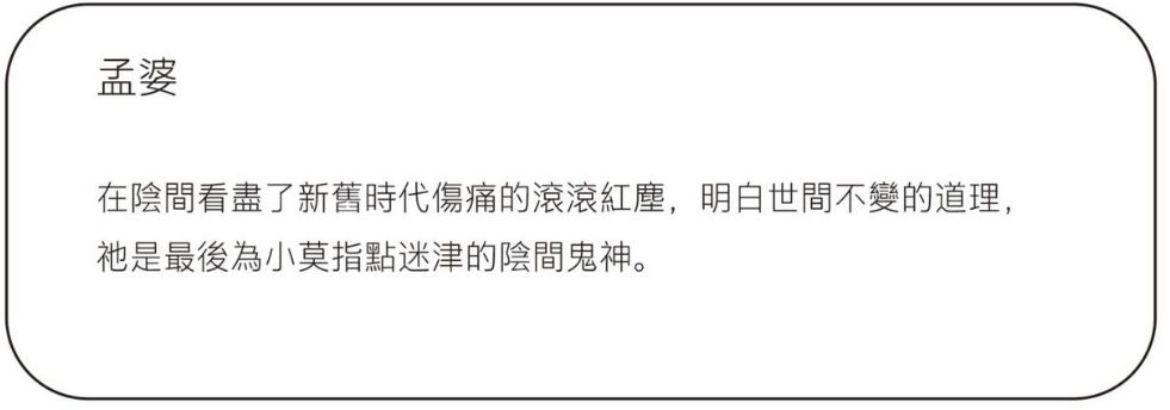 孟婆
在陰間看盡了新舊時代傷痛的滾滾紅塵，明白世間不變的道理，
祂是最後為小莫指點迷津的陰間鬼神。